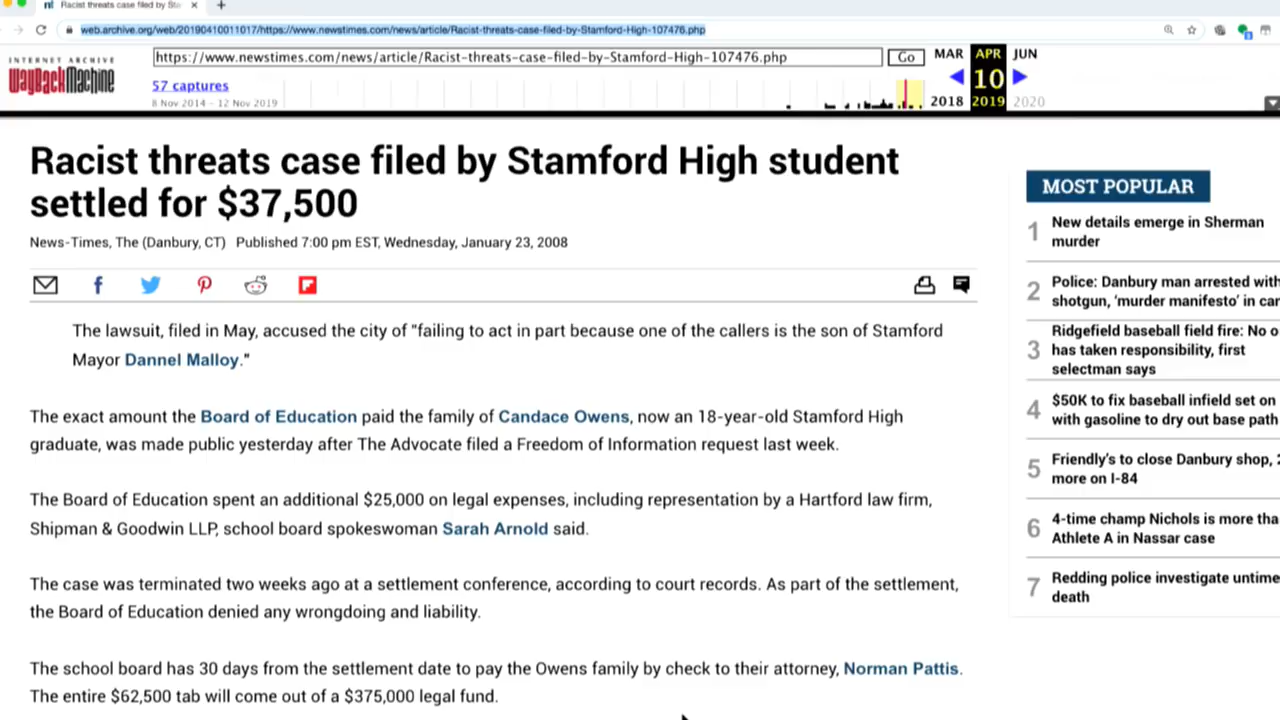 Racist threats case filed by Sta
web.archive.org/web/20190410011017/https://www.newstimes.com/news/article/Racist-threats-case-filed-by-Stamford-High-107476.php
INTERNET ARCHIVE
WayBackMachine
https://www.newstimes.com/news/article/Racist-threats-case-filed-by-Stamford-High-107476.php
Go
MAR APR JUN
57 captures
10
8 Nov 2014 - 12 Nov 2019
2018 2019 2020
Racist threats case filed by Stamford High student
settled for $37,500
News-Times, The (Danbury, CT) Published 7:00 pm EST, Wednesday, January 23, 2008
The lawsuit, filed in May, accused the city of "failing to act in part because one of the callers is the son of Stamford
Mayor Dannel Malloy."
The exact amount the Board of Education paid the family of Candace Owens, now an 18-year-old Stamford High
graduate, was made public yesterday after The Advocate filed a Freedom of Information request last week.
The Board of Education spent an additional $25,000 on legal expenses, including representation by a Hartford law firm,
Shipman & Goodwin LLP, school board spokeswoman Sarah Arnold said.
The case was terminated two weeks ago at a settlement conference, according to court records. As part of the settlement,
the Board of Education denied any wrongdoing and liability.
The school board has 30 days from the settlement date to pay the Owens family by check to their attorney, Norman Pattis.
The entire $62,500 tab will come out of a $375,000 legal fund.
MOST POPULAR
1 New details emerge in Sherman
murder
2 Police: Danbury man arrested with
shotgun, 'murder manifesto' in car
3 Ridgefield baseball field fire: No o
has taken responsibility, first
selectman says
4 $50K to fix baseball infield set on
with gasoline to dry out base path
5 Friendly's to close Danbury shop, 2
more on I-84
6 4-time champ Nichols is more tha
Athlete A in Nassar case
7 Redding police investigate untime
death